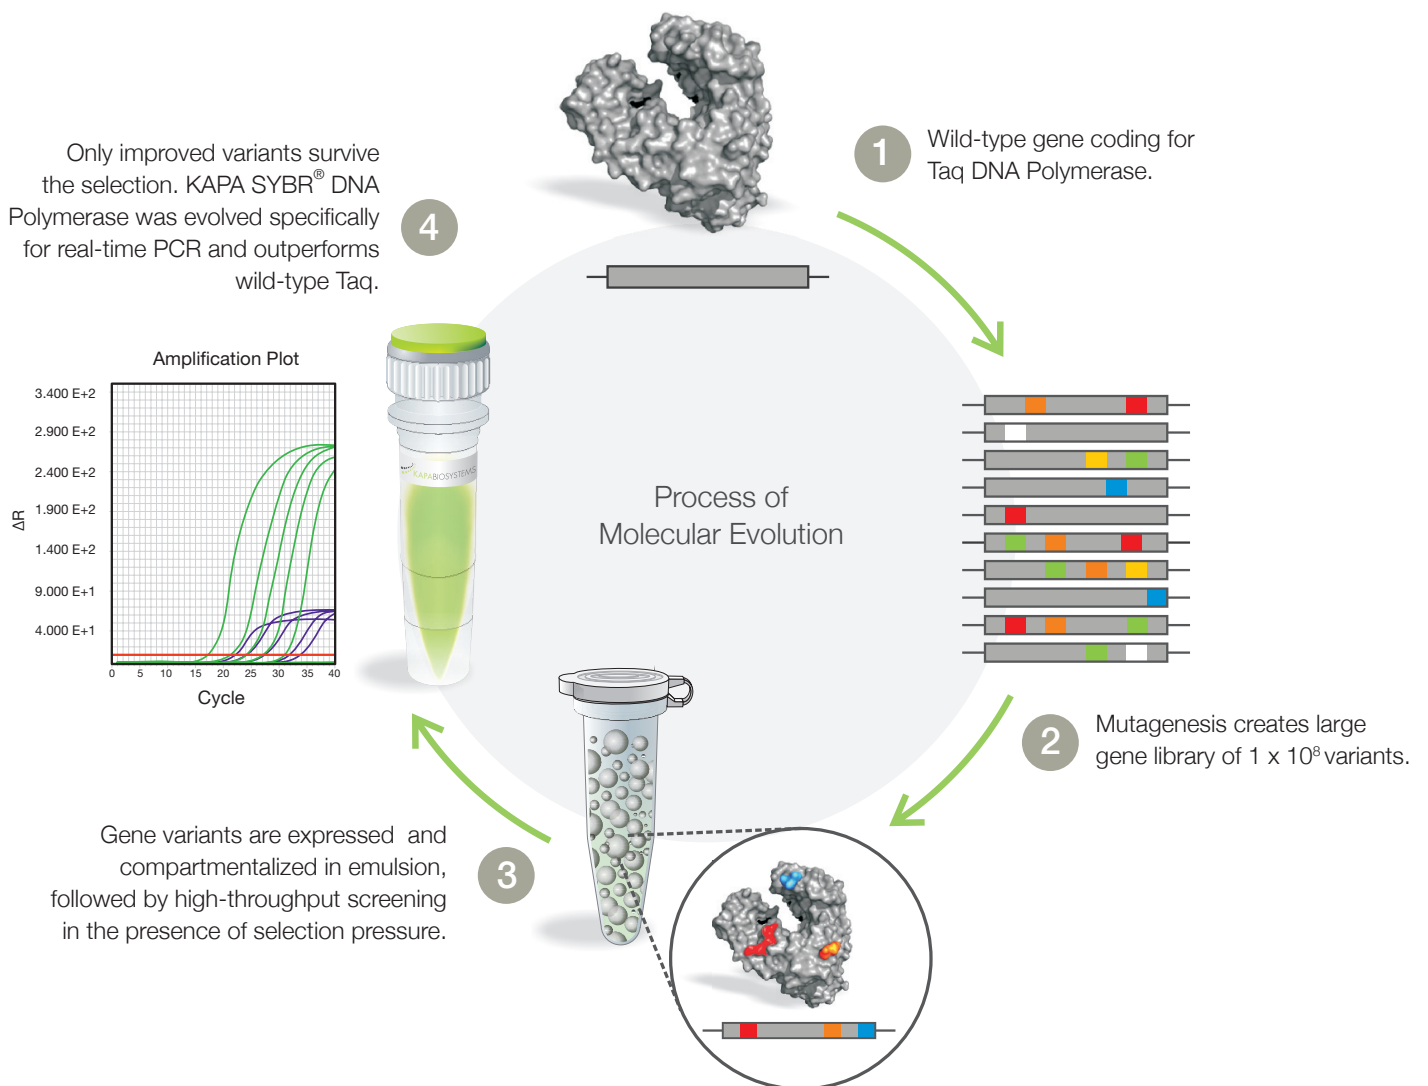 1
Wild-type gene coding for
Taq DNA Polymerase.
Only improved variants survive
the selection. KAPA SYBR® DNA
Polymerase was evolved specifically
for real-time PCR and outperforms
wild-type Taq.
4
Amplification Plot
3.400 E+2
2.900 E+2
2.400 E+2
1.900 E+2
1.400 E+2
9.000 E+1
4.000 E+1
ΔR
0 5 10 15 20 25 30 35 40
Cycle
KAPABIOSYSTEMS
Process of
Molecular Evolution
2
Mutagenesis creates large
gene library of 1 x 10⁸ variants.
Gene variants are expressed and
compartmentalized in emulsion,
followed by high-throughput screening
in the presence of selection pressure.
3